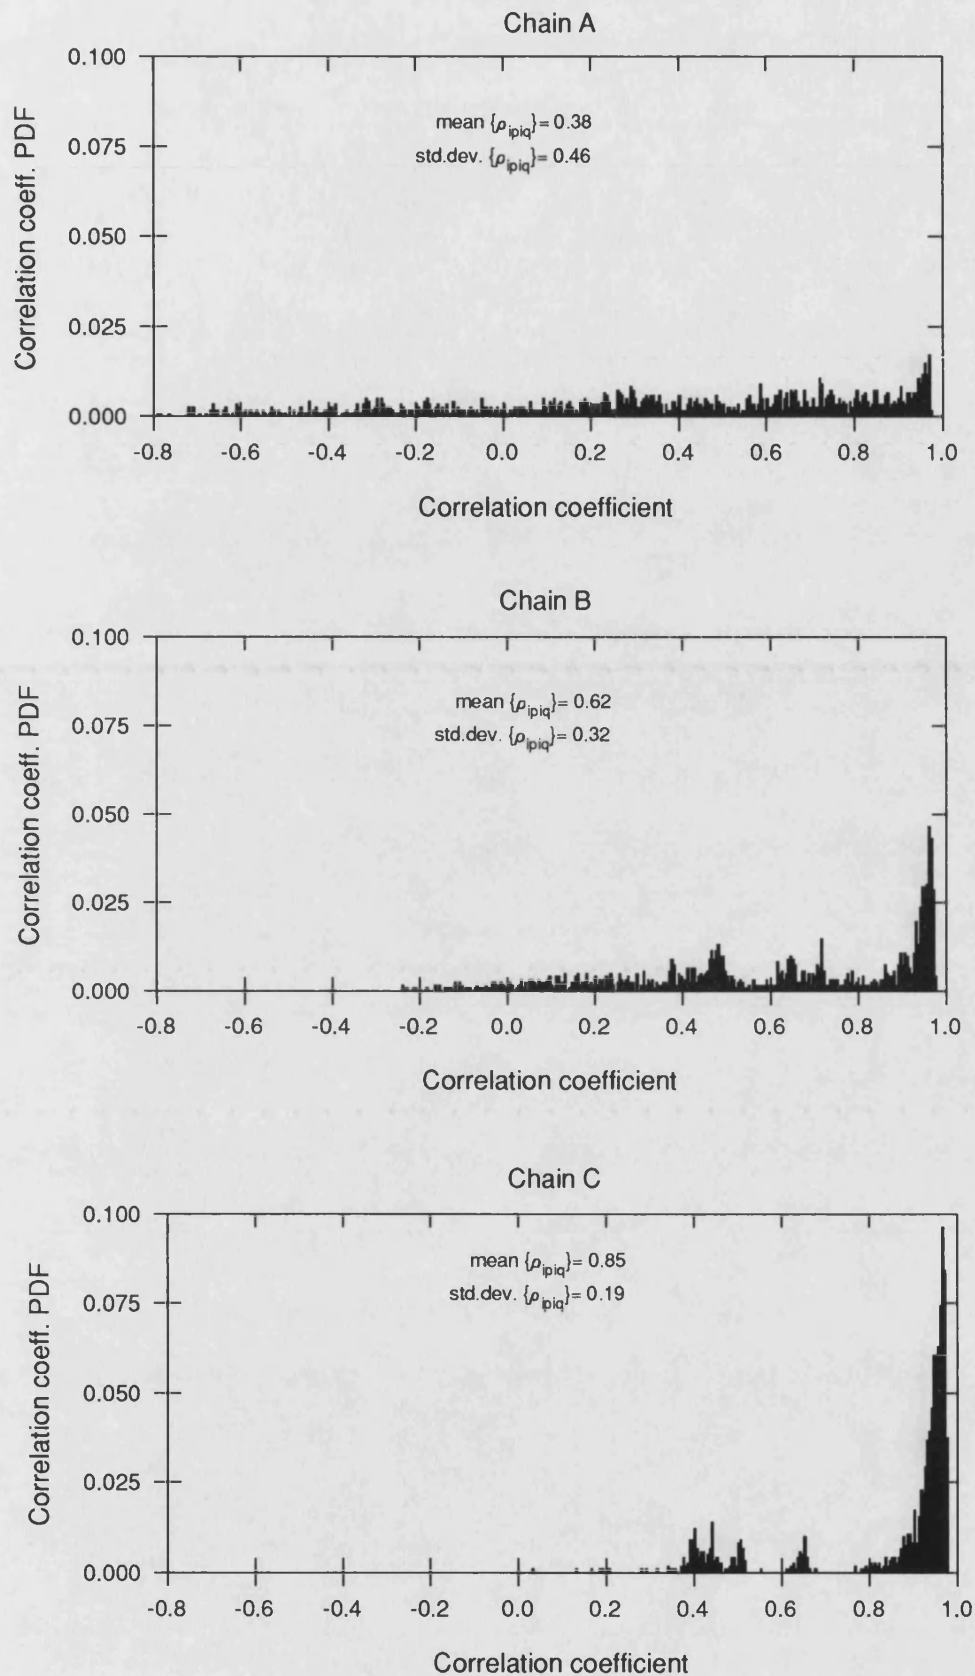 Chain A
0.100
0.075
0.050
0.025
0.000
Correlation coeff. PDF
mean {ρipiq}= 0.38
std.dev. {ρipiq}= 0.46
-0.8 -0.6 -0.4 -0.2 0.0 0.2 0.4 0.6 0.8 1.0
Correlation coefficient
Chain B
0.100
0.075
0.050
0.025
0.000
Correlation coeff. PDF
mean {ρipiq}= 0.62
std.dev. {ρipiq}= 0.32
-0.8 -0.6 -0.4 -0.2 0.0 0.2 0.4 0.6 0.8 1.0
Correlation coefficient
Chain C
0.100
0.075
0.050
0.025
0.000
Correlation coeff. PDF
mean {ρipiq}= 0.85
std.dev. {ρipiq}= 0.19
-0.8 -0.6 -0.4 -0.2 0.0 0.2 0.4 0.6 0.8 1.0
Correlation coefficient